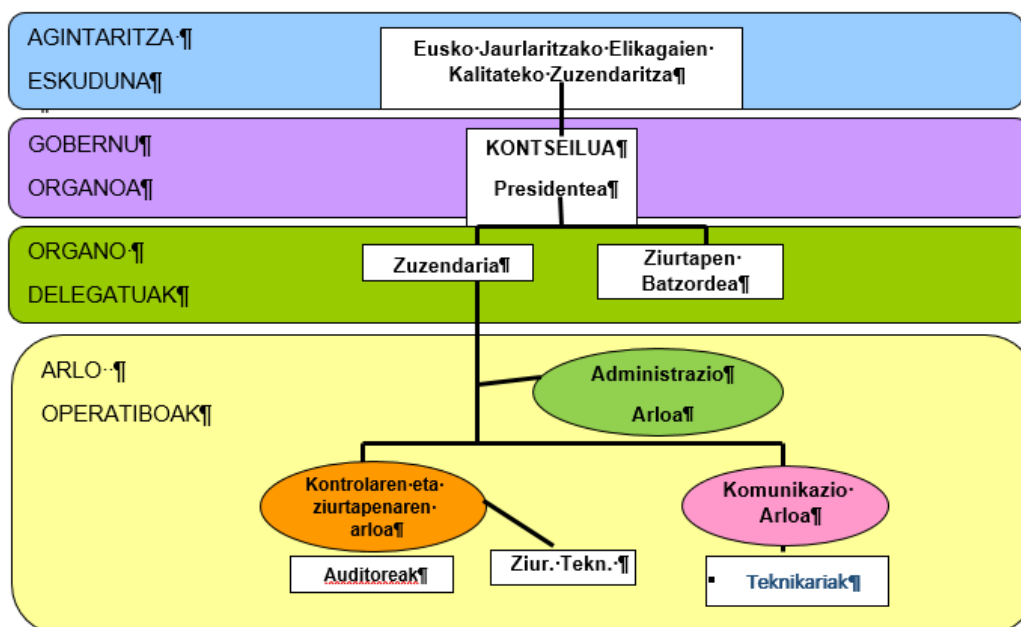 AGINTARITZA·¶
ESKUDUNA¶
Eusko·Jaurlaritzako·Elikagaien·
Kalitateko·Zuzendaritza¶
GOBERNU¶
ORGANOA¶
KONTSEILUA¶
Presidentea¶
ORGANO·¶
DELEGATUAK¶
Zuzendaria¶
Ziurtapen·
Batzordea¶
ARLO··¶
OPERATIBOAK¶
Administrazio¶
Arloa¶
Kontrolaren·eta·
ziurtapenaren·
arloa¶
Komunikazio·
Arloa¶
Auditoreak¶
Ziur.·Tekn.·¶
Teknikariak¶